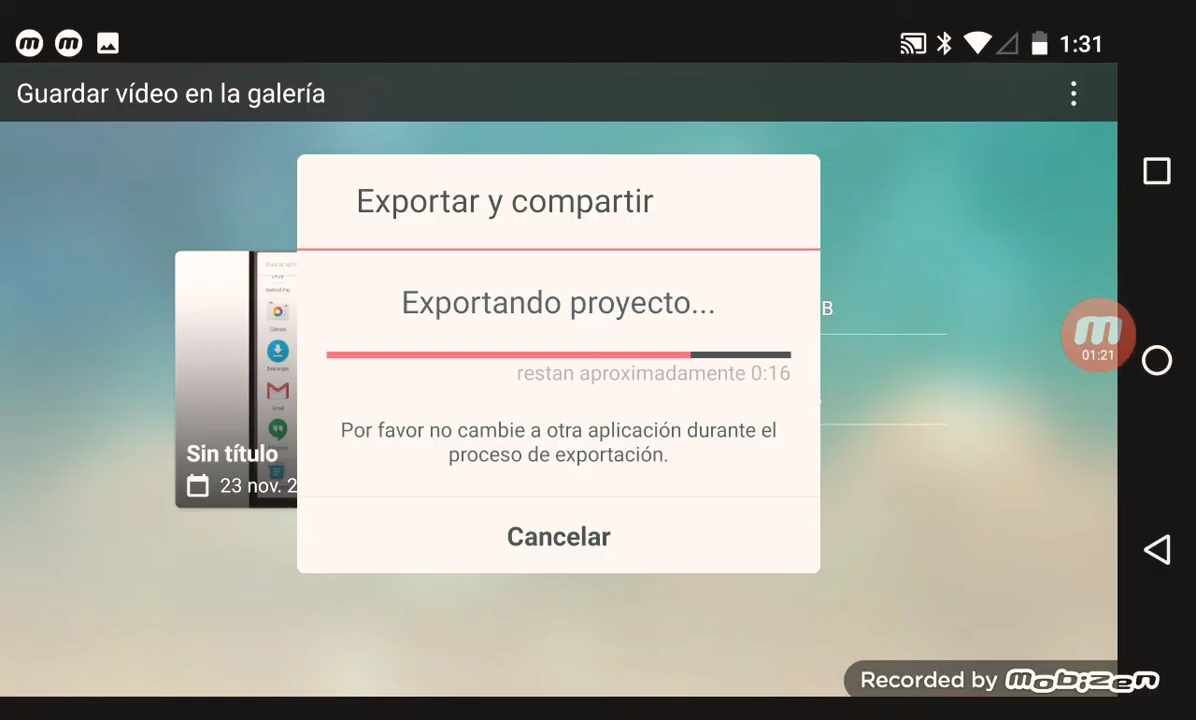 1:31
Guardar vídeo en la galería
Exportar y compartir
Exportando proyecto...
B
01:21
restan aproximadamente 0:16
Por favor no cambie a otra aplicación durante el
proceso de exportación.
Sin título
23 nov. 2
Cancelar
Recorded by mobizen